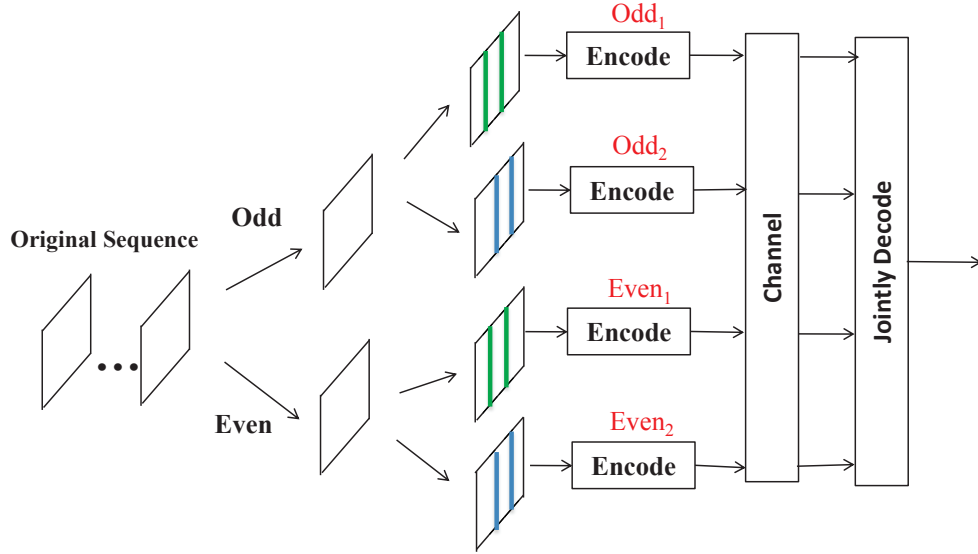 Odd₁
Encode
Odd₂
Encode
Odd
Original Sequence
Even₁
Encode
Even
Even₂
Encode
Channel
Jointly Decode